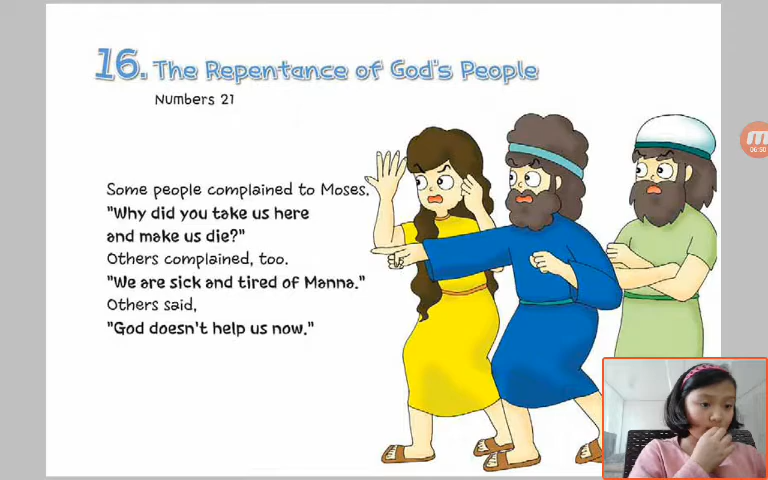 16. The Repentance of God's People
Numbers 21
Some people complained to Moses.
"Why did you take us here
and make us die?"
Others complained, too.
"We are sick and tired of Manna."
Others said,
"God doesn't help us now."
M
06:50